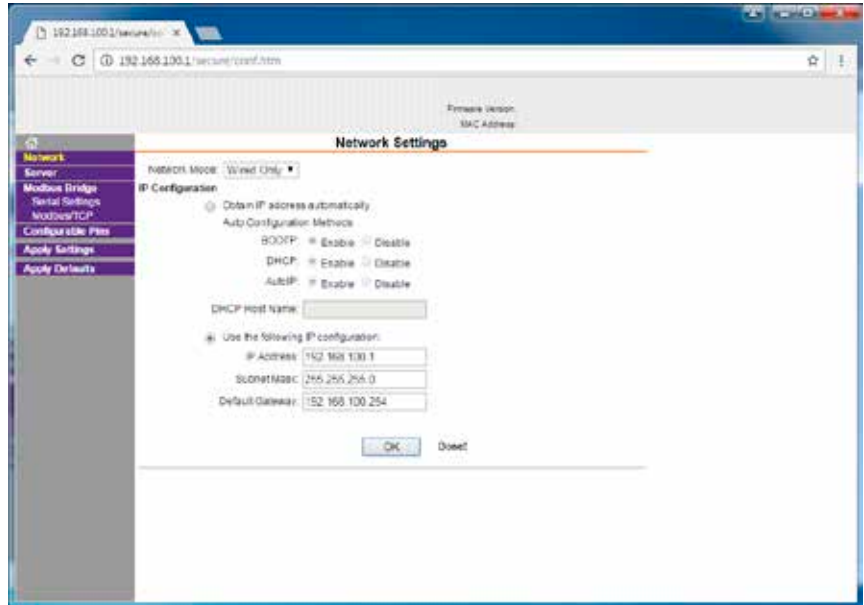 192.168.100.1/secure/
192.168.100.1/secure/conf.htm
Firmware Version:
MAC Address:
Network Settings
Network
Server
Modbus Bridge
Serial Settings
Modbus/TCP
Configurable Pins
Apply Settings
Apply Defaults
Network Mode: Wired Only
IP Configuration
Obtain IP address automatically
Auto Configuration Methods
BOOTP: Enable Disable
DHCP: Enable Disable
AutoIP: Enable Disable
DHCP Host Name:
Use the following IP configuration:
IP Address: 192.168.100.1
Subnet Mask: 255.255.255.0
Default Gateway: 192.168.100.254
OK Done!